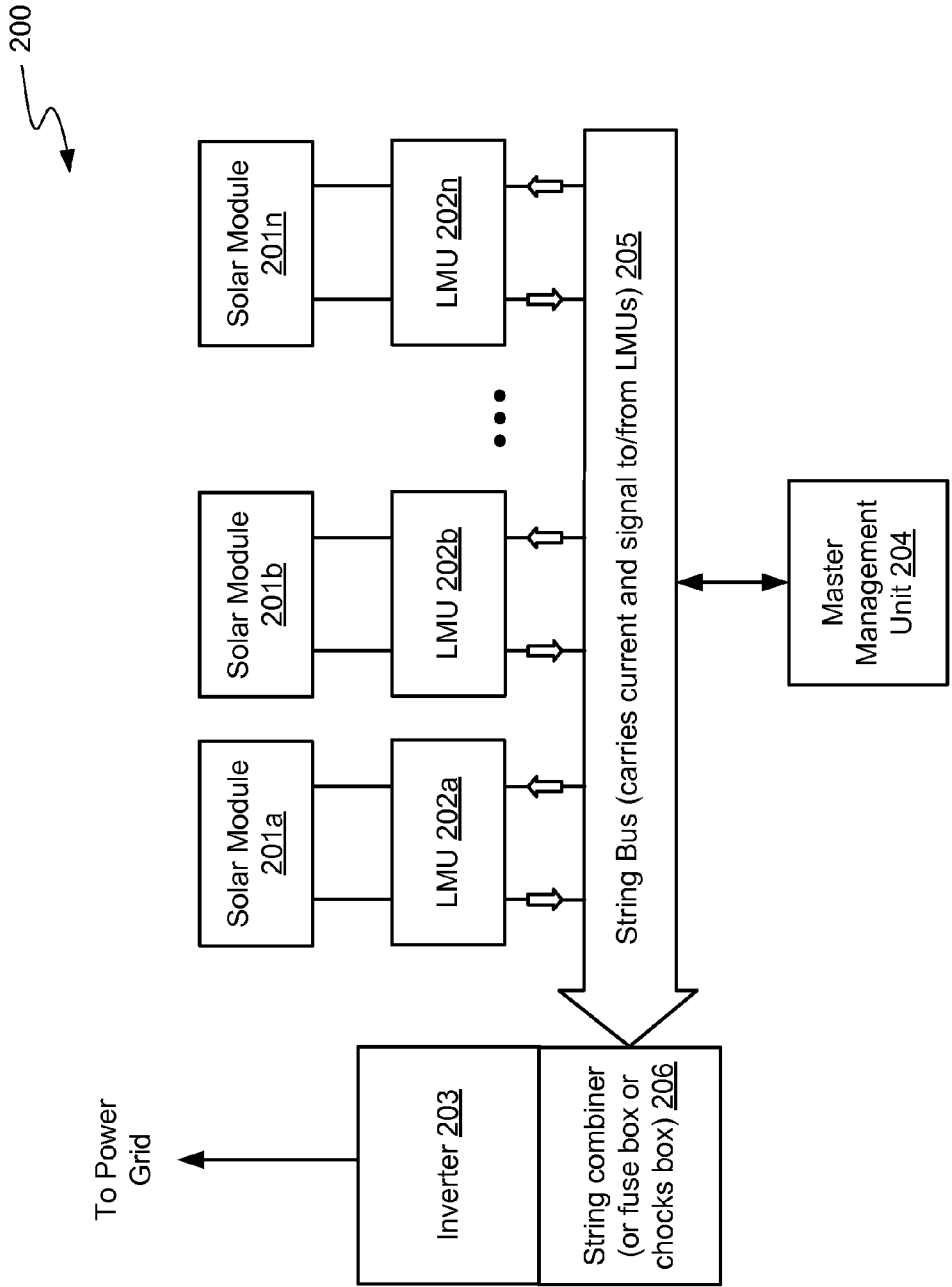 200
Solar Module
201a
Solar Module
201b
Solar Module
201n
LMU 202a
LMU 202b
LMU 202n
String Bus (carries current and signal to/from LMUs) 205
Master
Management
Unit 204
To Power
Grid
Inverter 203
String combiner
(or fuse box or
chocks box) 206